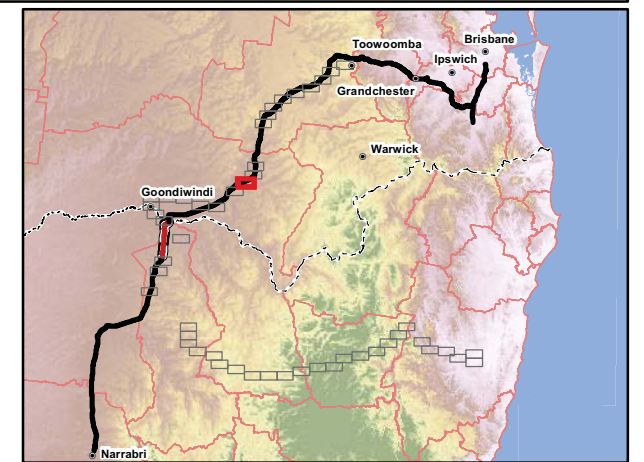 Brisbane
Toowoomba
Ipswich
Grandchester
Warwick
Goondiwindi
Narrabri